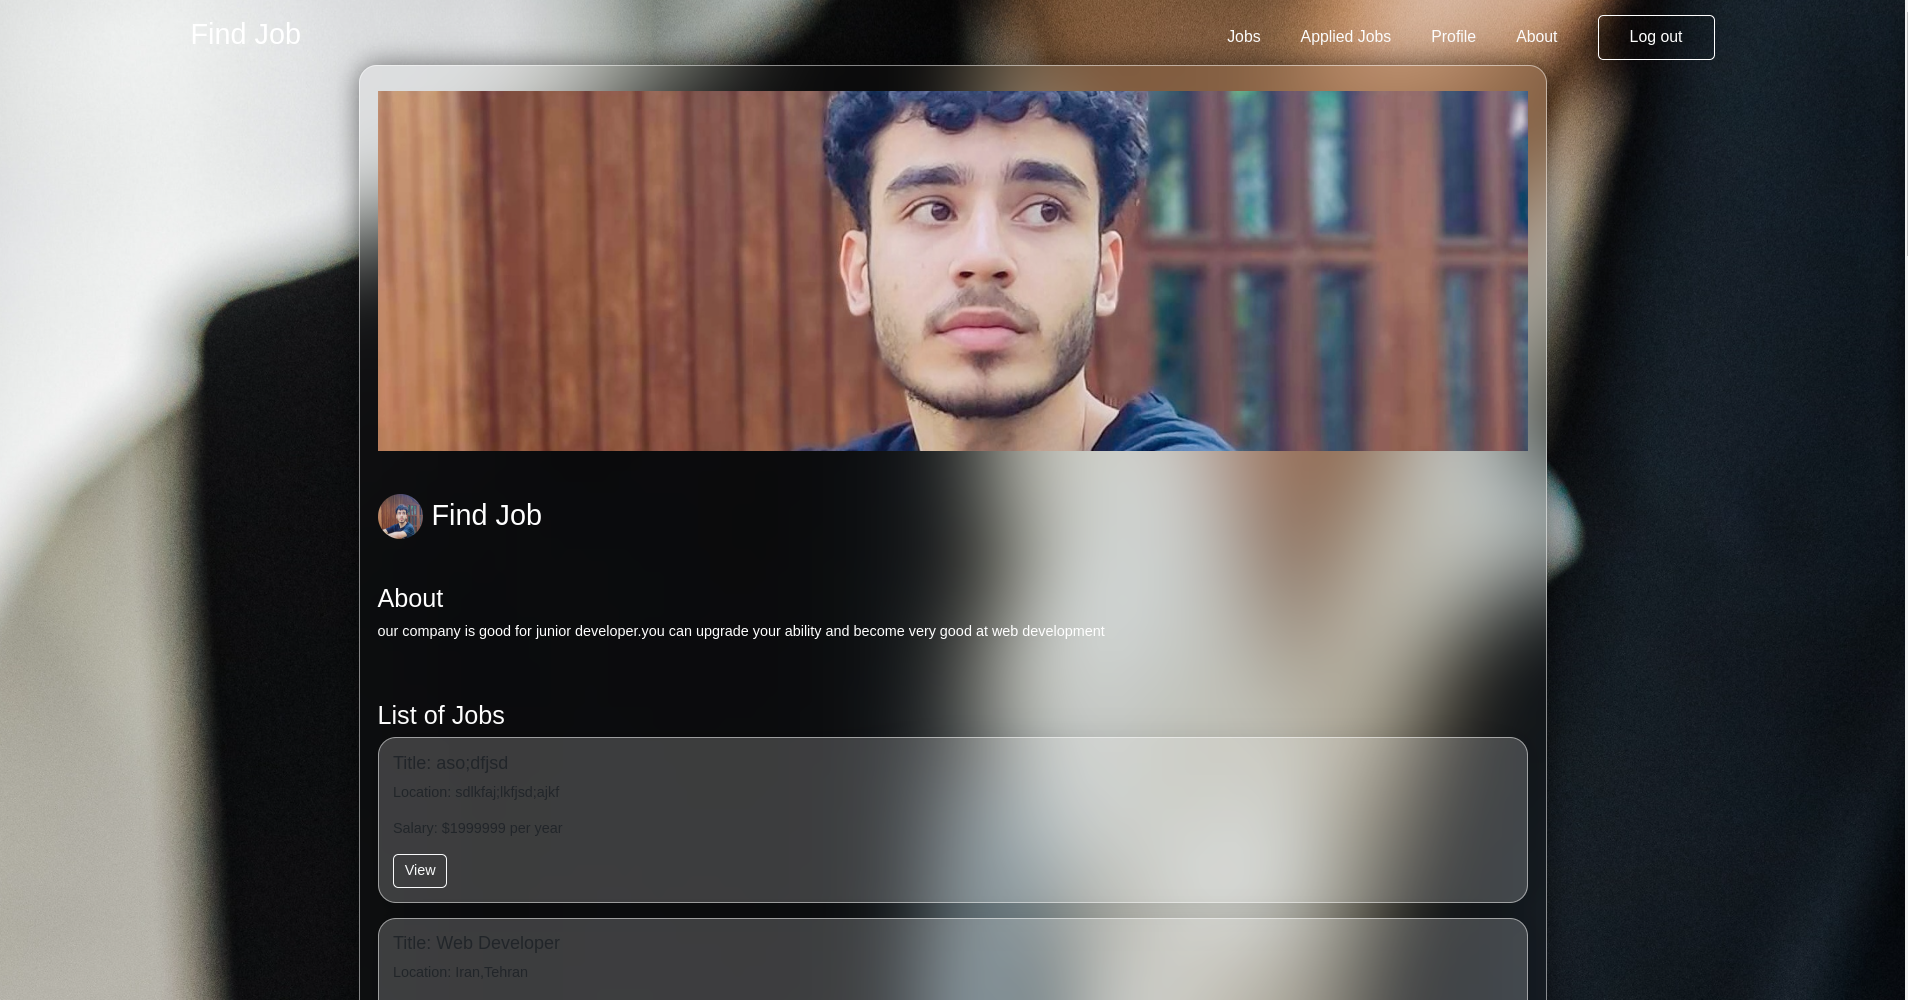 Find Job
Jobs Applied Jobs Profile About Log out
Find Job
About
our company is good for junior developer.you can upgrade your ability and become very good at web development
List of Jobs
Title: aso;dfjsd
Location: sdlkfaj;lkfjsd;ajkf
Salary: $1999999 per year
View
Title: Web Developer
Location: Iran,Tehran